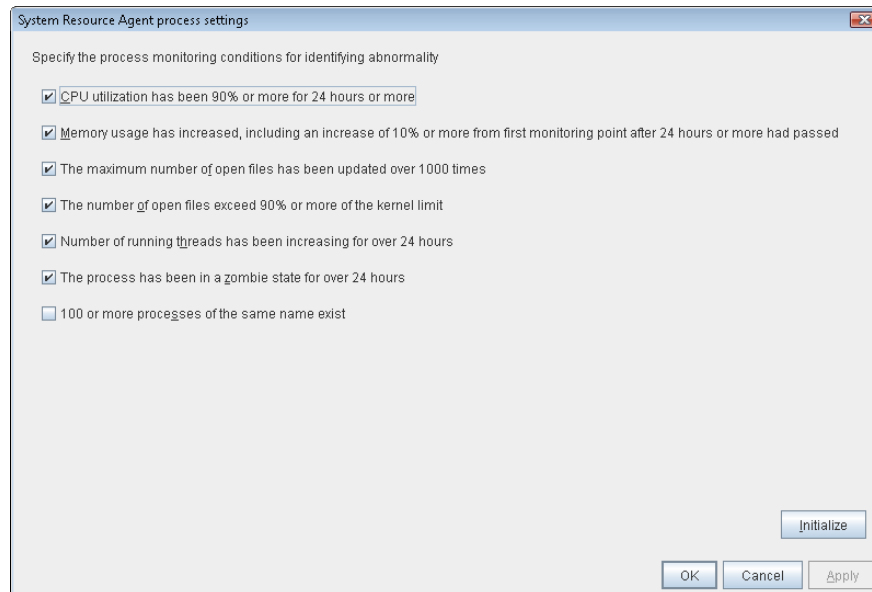 System Resource Agent process settings
Specify the process monitoring conditions for identifying abnormality
CPU utilization has been 90% or more for 24 hours or more
Memory usage has increased, including an increase of 10% or more from first monitoring point after 24 hours or more had passed
The maximum number of open files has been updated over 1000 times
The number of open files exceed 90% or more of the kernel limit
Number of running threads has been increasing for over 24 hours
The process has been in a zombie state for over 24 hours
100 or more processes of the same name exist
Initialize
OK Cancel Apply